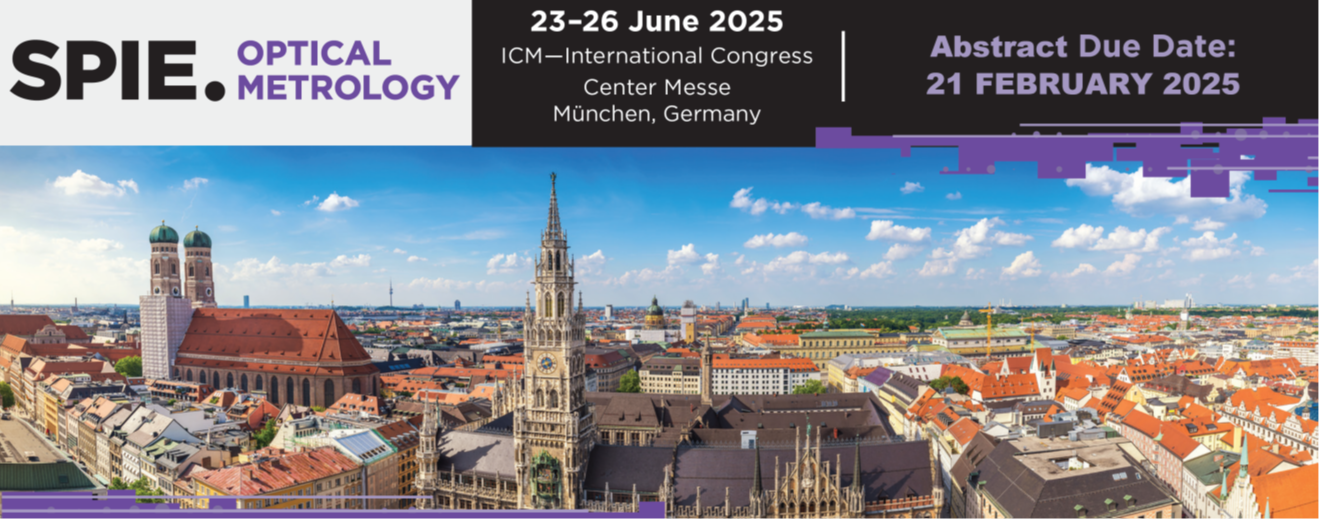 SPIE. OPTICAL
METROLOGY
23–26 June 2025
ICM—International Congress
Center Messe
München, Germany
Abstract Due Date:
21 FEBRUARY 2025